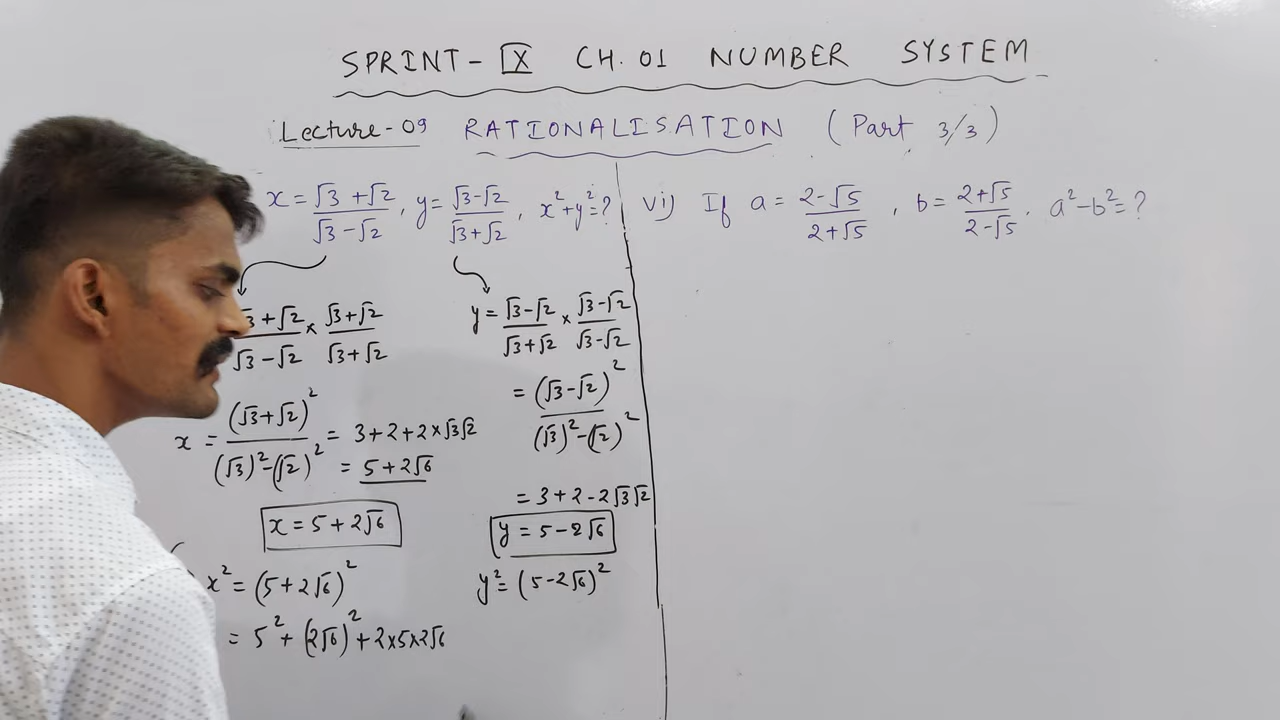 SPRINT- IX CH. 01 NUMBER SYSTEM
Lecture-09 RATIONALISATION (Part 3/3)
x = √3 +√2 / √3 - √2 , y = √3-√2 / √3+√2 , x²+y²=?
3 + √2 / √3 - √2 × √3+√2 / √3+√2
x = (√3+√2)² / (√3)²-(√2)² = 3+2+2×√3√2
= 5+2√6
x = 5+2√6
x² = (5+2√6)²
= 5² + (2√6)² + 2×5×2√6
y = √3-√2 / √3+√2 × √3-√2 / √3-√2
= (√3-√2)² / (√3)²-(√2)²
= 3+2-2√3√2
y = 5-2√6
y² = (5-2√6)²
vi) If a = 2-√5 / 2+√5 , b = 2+√5 / 2-√5 , a²-b²=?